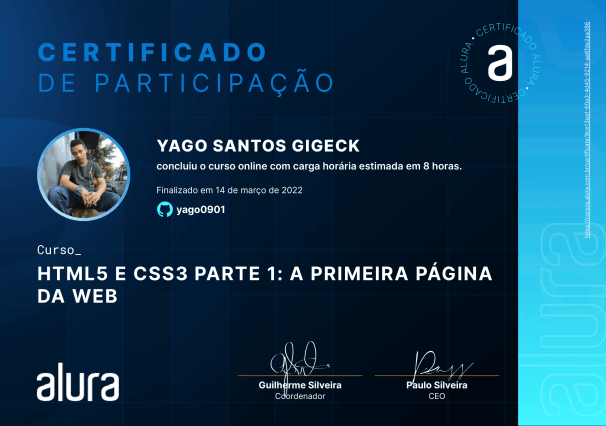 CERTIFICADO
DE PARTICIPAÇÃO
• CERTIFICADO ALURA • CERTIFICADO ALURA
a
YAGO SANTOS GIGECK
concluiu o curso online com carga horária estimada em 8 horas.
Finalizado em 14 de março de 2022
yago0901
Curso_
HTML5 E CSS3 PARTE 1: A PRIMEIRA PÁGINA
DA WEB
alura
Guilherme Silveira
Coordenador
Paulo Silveira
CEO
alura